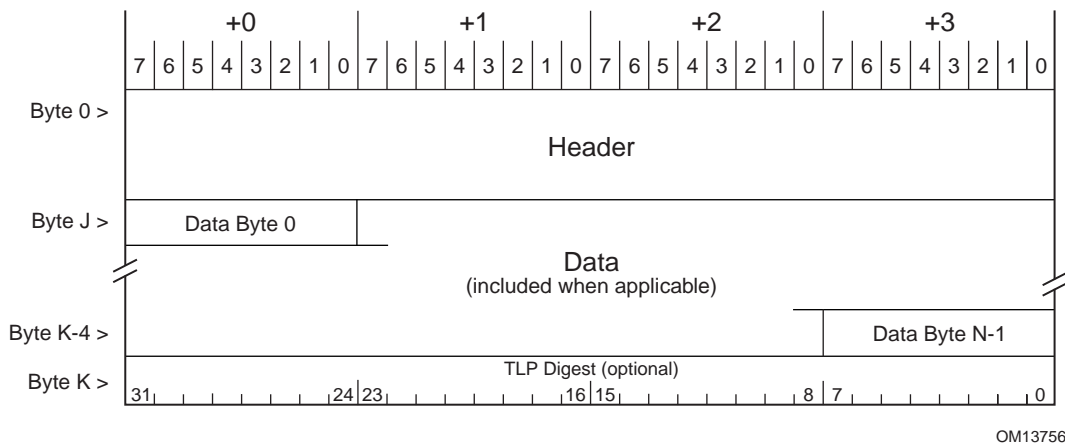 +0 +1 +2 +3
7 6 5 4 3 2 1 0 7 6 5 4 3 2 1 0 7 6 5 4 3 2 1 0 7 6 5 4 3 2 1 0
Byte 0 >
Header
Byte J >
Data Byte 0
Data
(included when applicable)
Byte K-4 >
Data Byte N-1
TLP Digest (optional)
Byte K >
31 24 23 16 15 8 7 0
OM13756